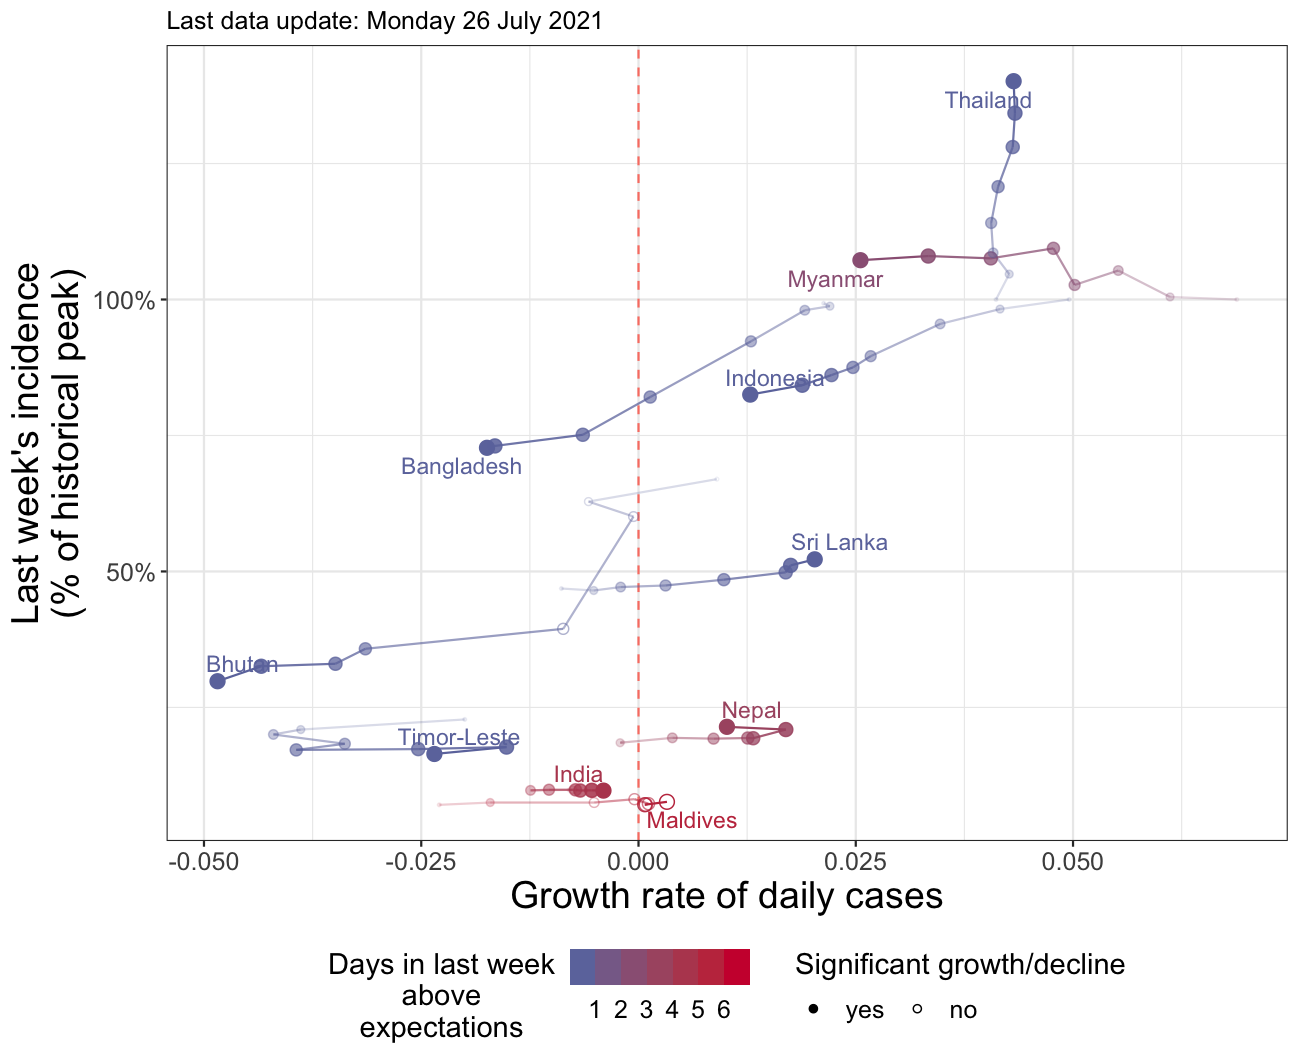 Last data update: Monday 26 July 2021
Last week's incidence
(% of historical peak)
100%
50%
Thailand
Myanmar
Indonesia
Bangladesh
Sri Lanka
Bhutan
Nepal
Timor-Leste
India
Maldives
-0.050 -0.025 0.000 0.025 0.050
Growth rate of daily cases
Days in last week
above
expectations
1 2 3 4 5 6
Significant growth/decline
yes no